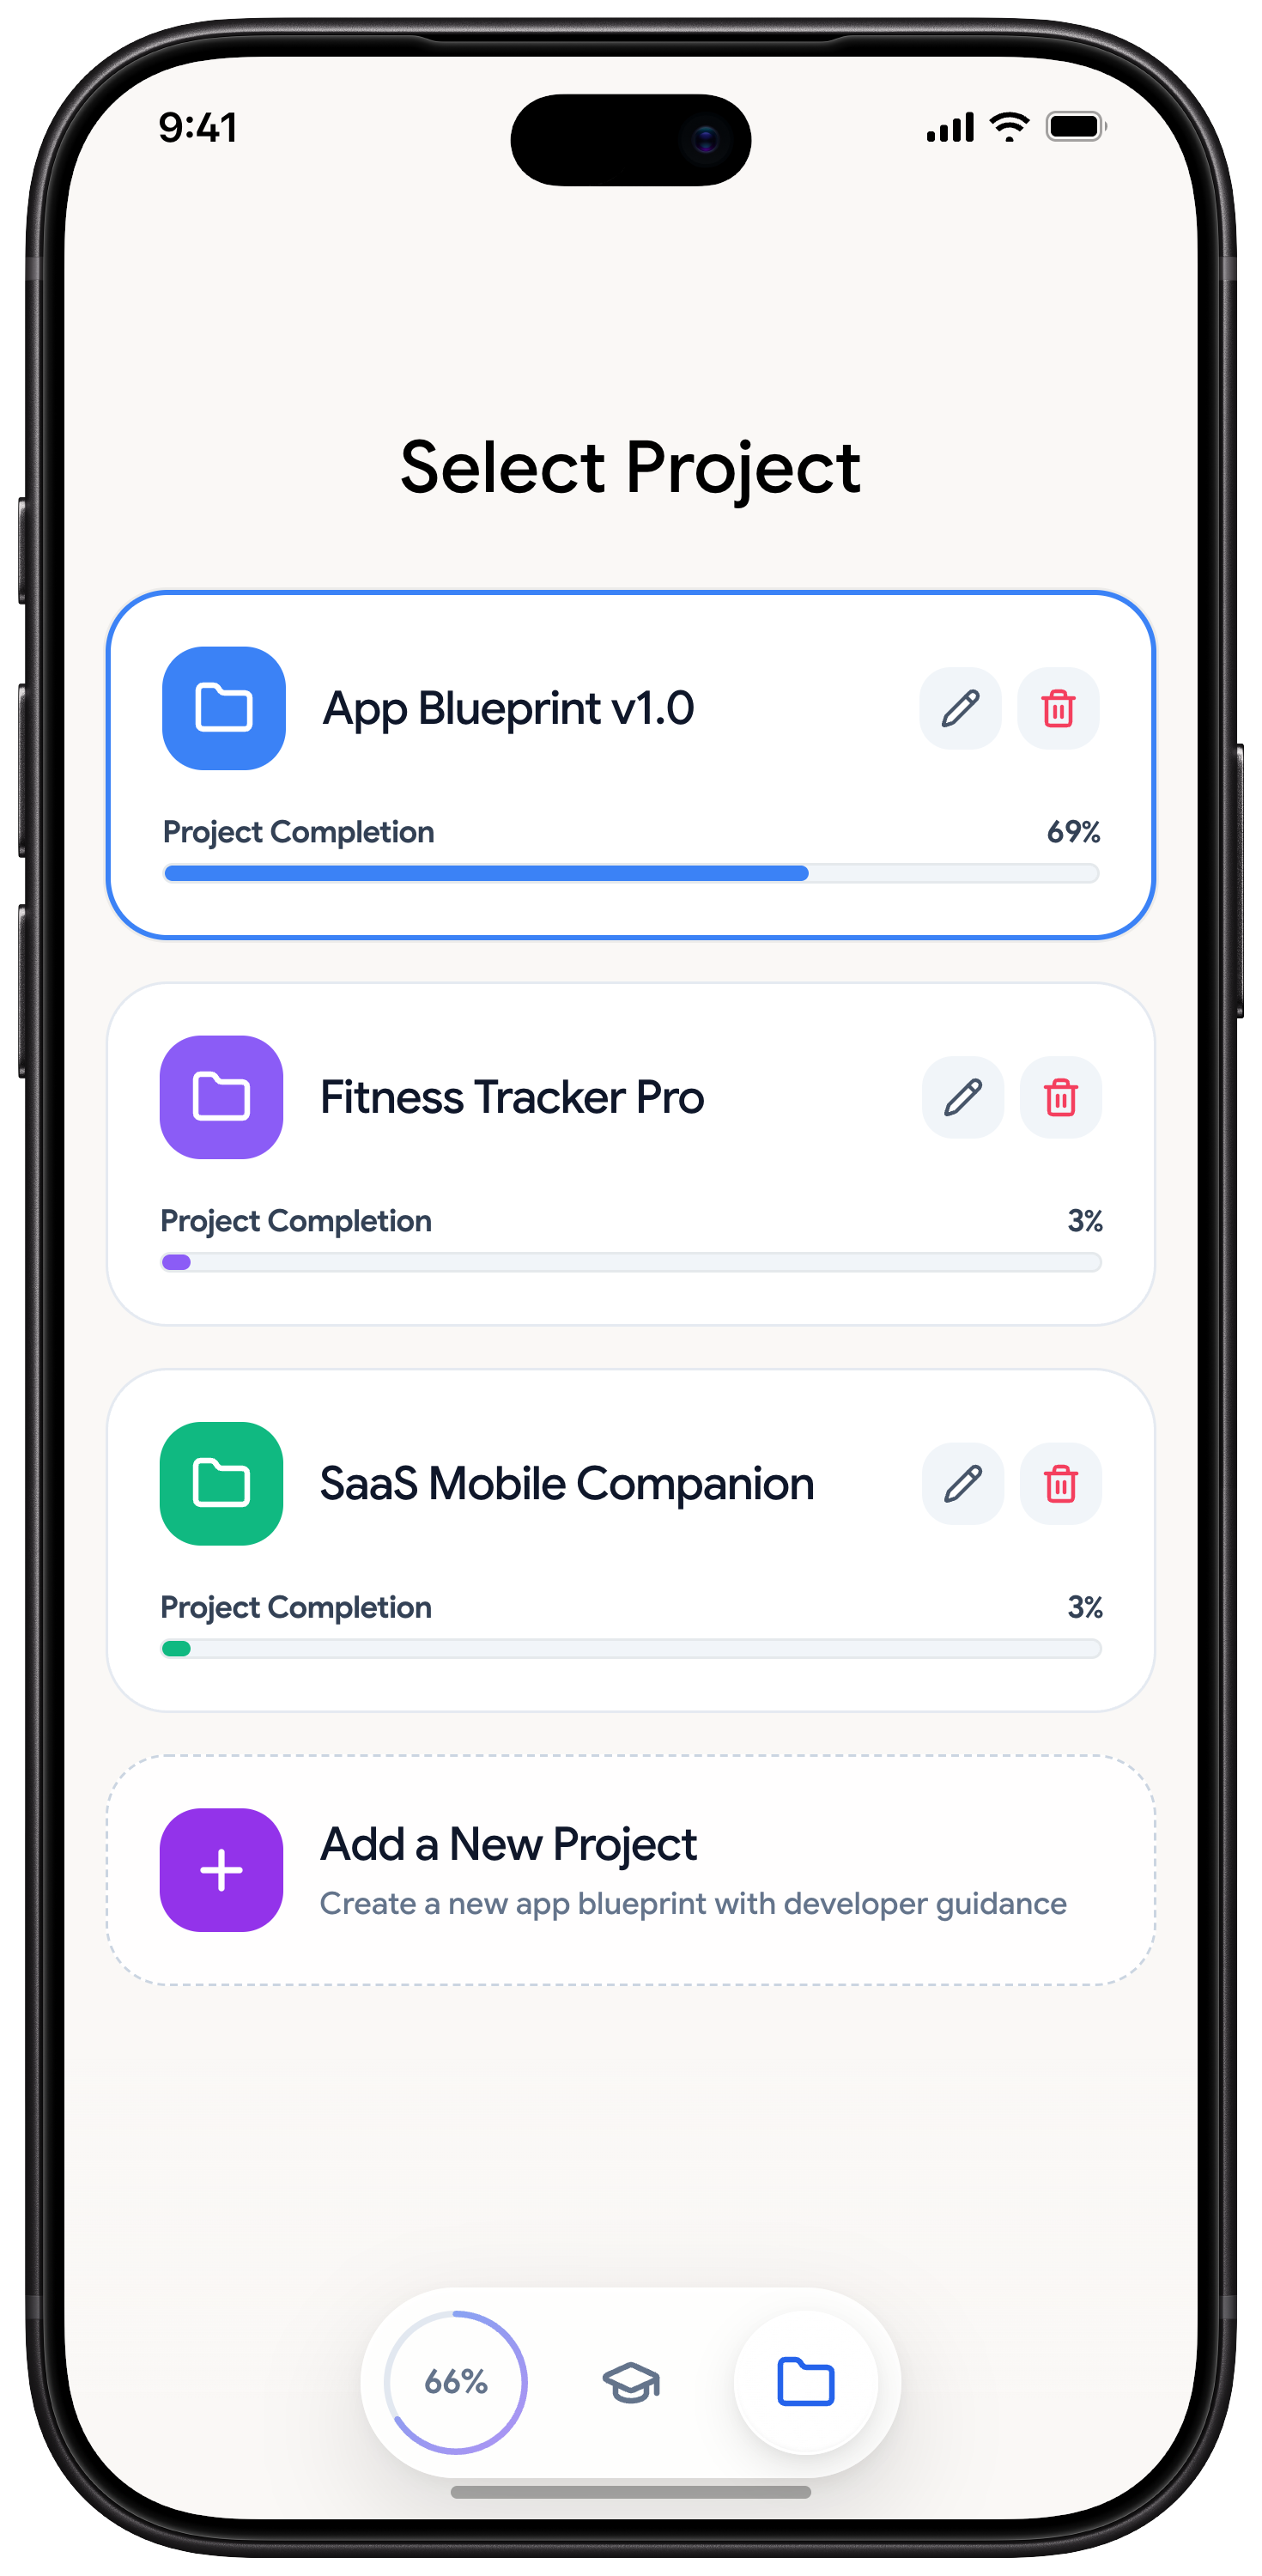 9:41
Select Project
App Blueprint v1.0
Project Completion 69%
Fitness Tracker Pro
Project Completion 3%
SaaS Mobile Companion
Project Completion 3%
Add a New Project
Create a new app blueprint with developer guidance
66%